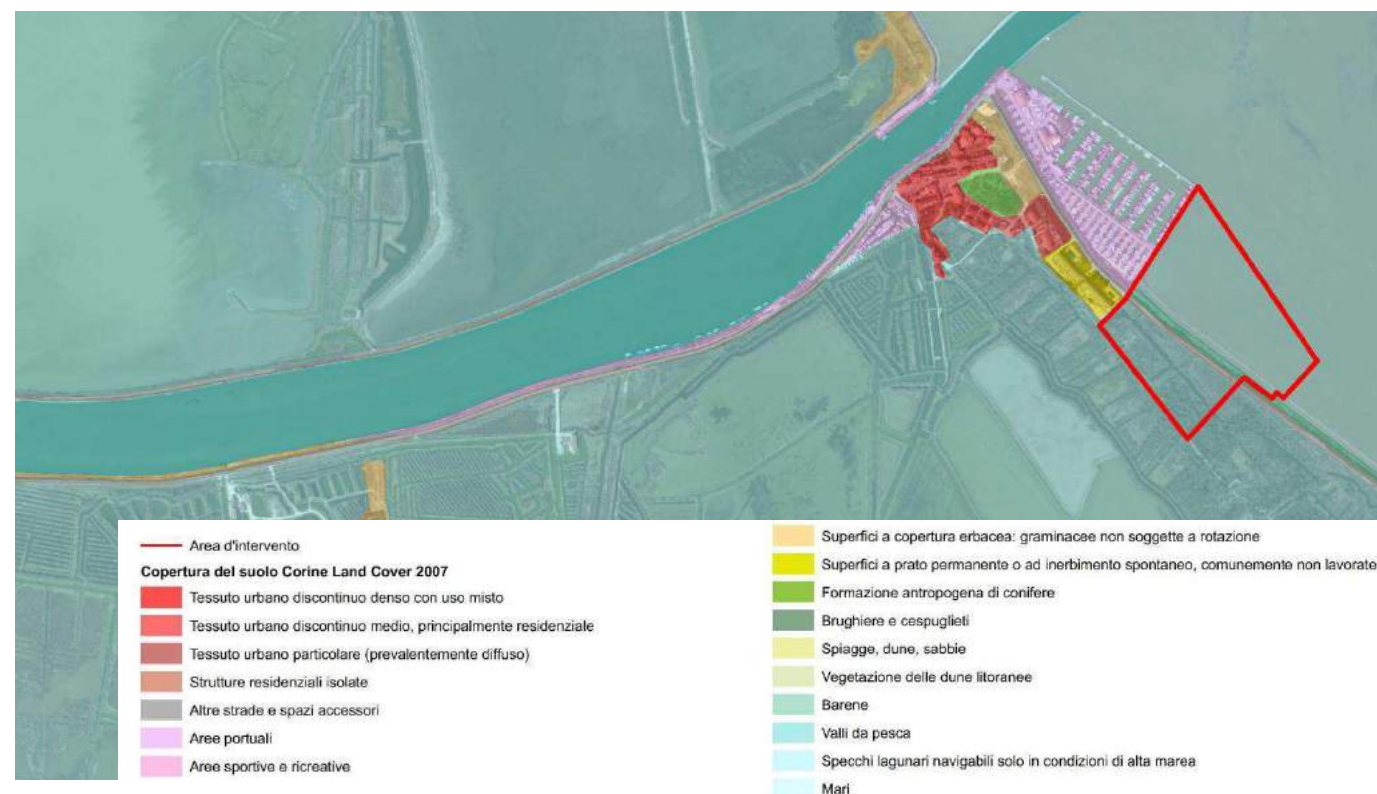 Area d'intervento
Copertura del suolo Corine Land Cover 2007
Tessuto urbano discontinuo denso con uso misto
Tessuto urbano discontinuo medio, principalmente residenziale
Tessuto urbano particolare (prevalentemente diffuso)
Strutture residenziali isolate
Altre strade e spazi accessori
Aree portuali
Aree sportive e ricreative
Superfici a copertura erbacea: graminacee non soggette a rotazione
Superfici a prato permanente o ad inerbimento spontaneo, comunemente non lavorate
Formazione antropogena di conifere
Brughiere e cespuglieti
Spiagge, dune, sabbie
Vegetazione delle dune litoranee
Barene
Valli da pesca
Specchi lagunari navigabili solo in condizioni di alta marea
Mari